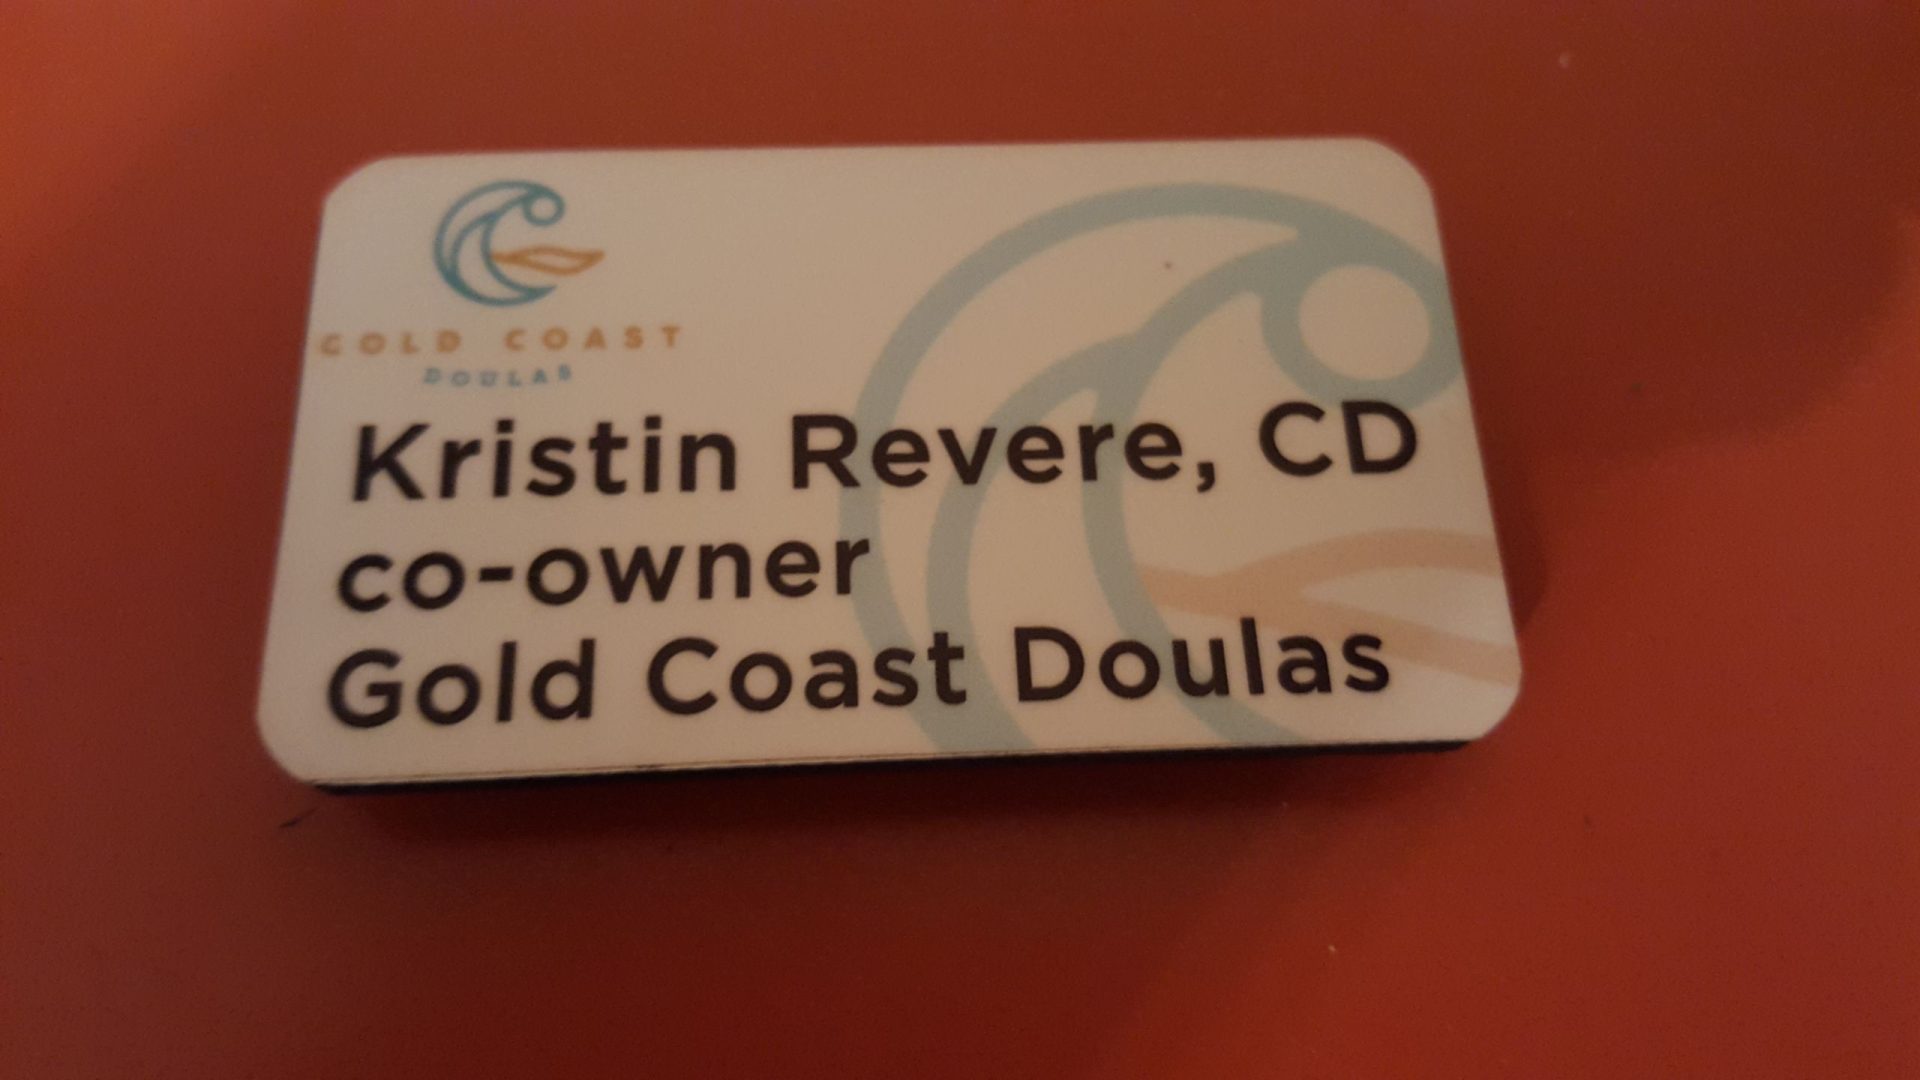 GOLD COAST
DOULAS
Kristin Revere, CD
co-owner
Gold Coast Doulas